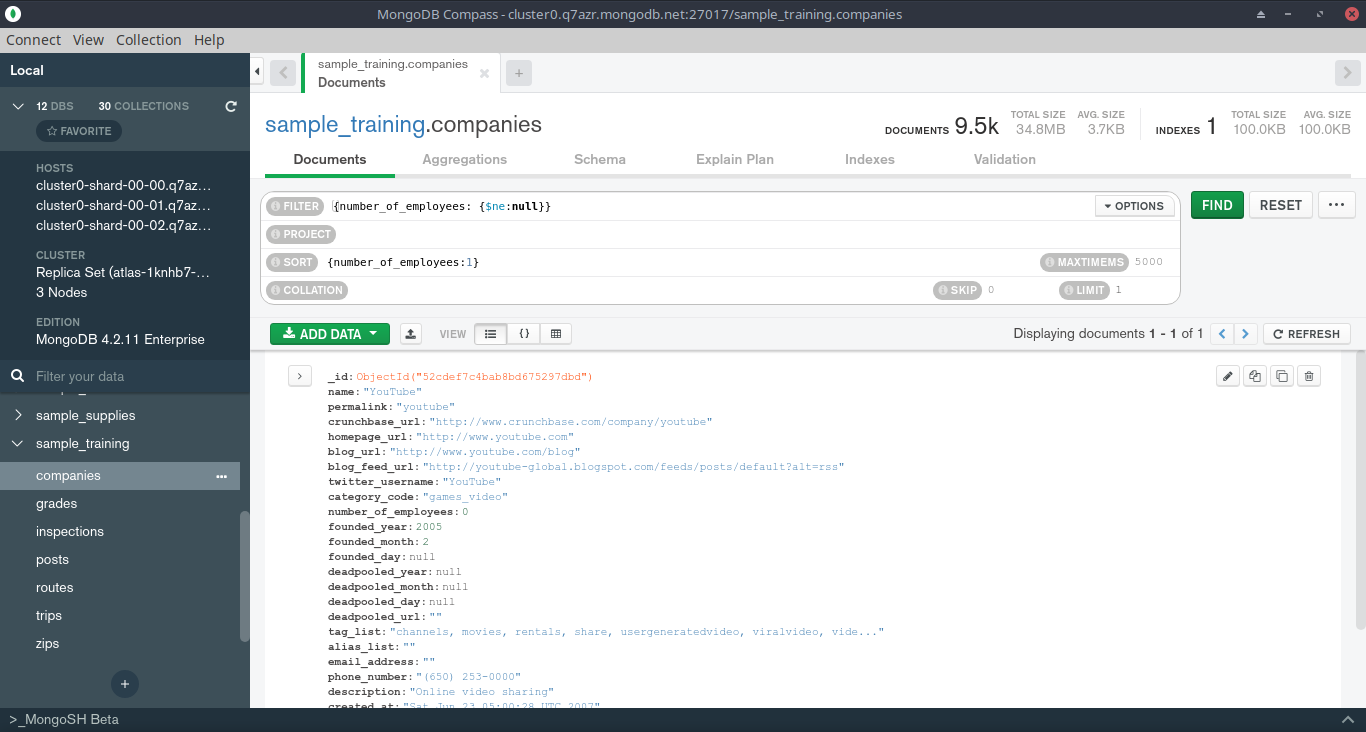 MongoDB Compass - cluster0.q7azr.mongodb.net:27017/sample_training.companies
Connect View Collection Help
Local
12 DBS 30 COLLECTIONS
FAVORITE
HOSTS
cluster0-shard-00-00.q7az...
cluster0-shard-00-01.q7az...
cluster0-shard-00-02.q7az...
CLUSTER
Replica Set (atlas-1knhb7-...
3 Nodes
EDITION
MongoDB 4.2.11 Enterprise
Filter your data
sample_supplies
sample_training
companies
grades
inspections
posts
routes
trips
zips
+
sample_training.companies
Documents
+
sample_training.companies
DOCUMENTS 9.5k TOTAL SIZE 34.8MB AVG. SIZE 3.7KB INDEXES 1 TOTAL SIZE 100.0KB AVG. SIZE 100.0KB
Documents Aggregations Schema Explain Plan Indexes Validation
FILTER {number_of_employees: {$ne:null}} OPTIONS FIND RESET ...
PROJECT
SORT {number_of_employees:1} MAXTIMEMS 5000
COLLATION SKIP 0 LIMIT 1
ADD DATA VIEW {} Displaying documents 1 - 1 of 1 < > REFRESH
_id:ObjectId("52cdef7c4bab8bd675297dbd")
name:"YouTube"
permalink:"youtube"
crunchbase_url:"http://www.crunchbase.com/company/youtube"
homepage_url:"http://www.youtube.com"
blog_url:"http://www.youtube.com/blog"
blog_feed_url:"http://youtube-global.blogspot.com/feeds/posts/default?alt=rss"
twitter_username:"YouTube"
category_code:"games_video"
number_of_employees:0
founded_year:2005
founded_month:2
founded_day:null
deadpooled_year:null
deadpooled_month:null
deadpooled_day:null
deadpooled_url:""
tag_list:"channels, movies, rentals, share, usergeneratedvideo, viralvideo, vide..."
alias_list:""
email_address:""
phone_number:"(650) 253-0000"
description:"Online video sharing"
created_at:"Sat Jun 23 05:00:28 UTC 2007"
>_MongoSH Beta